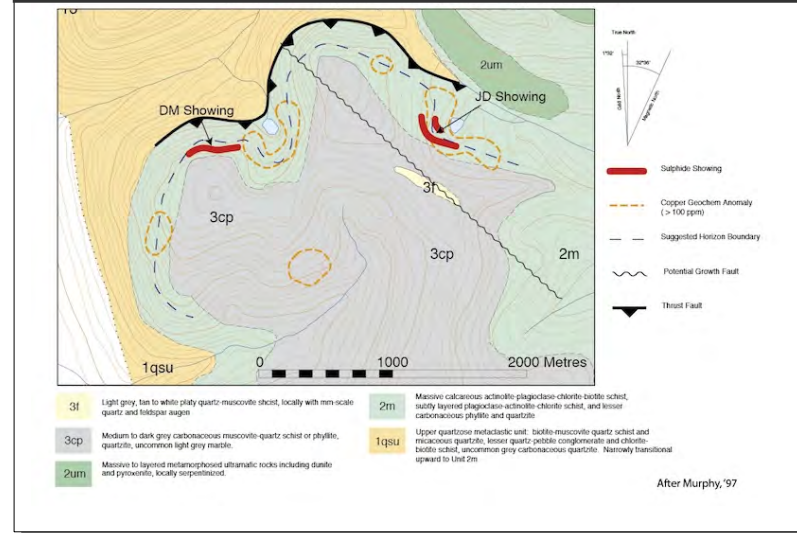 2um
JD Showing
DM Showing
3f
3cp
3cp
2m
1qsu
0 1000 2000 Metres
True North
1°52'
32°36'
Grid North
Magnetic North
Sulphide Showing
Copper Geochem Anomaly
( > 100 ppm)
Suggested Horizon Boundary
Potential Growth Fault
Thrust Fault
3f
Light grey, tan to white platy quartz-muscovite shcist, locally with mm-scale
quartz and feldspar augen
3cp
Medium to dark grey carbonaceous muscovite-quartz schist or phyllite,
quartzite, uncommon light grey marble.
2um
Massive to layered metamorphosed ultramafic rocks including dunite
and pyroxenite, locally serpentinized.
2m
Massive calcareous actinolite-plagioclase-chlorite-biotite schist,
subtly layered plagioclase-actinolite-chlorite schist, and lesser
carbonaceous phyllite and quartzite
1qsu
Upper quartzose metaclastic unit: biotite-muscovite quartz schist and
micaceous quartzite, lesser quartz-pebble conglomerate and chlorite-
biotite schist, uncommon grey carbonaceous quartzite. Narrowly transitional
upward to Unit 2m
After Murphy,'97